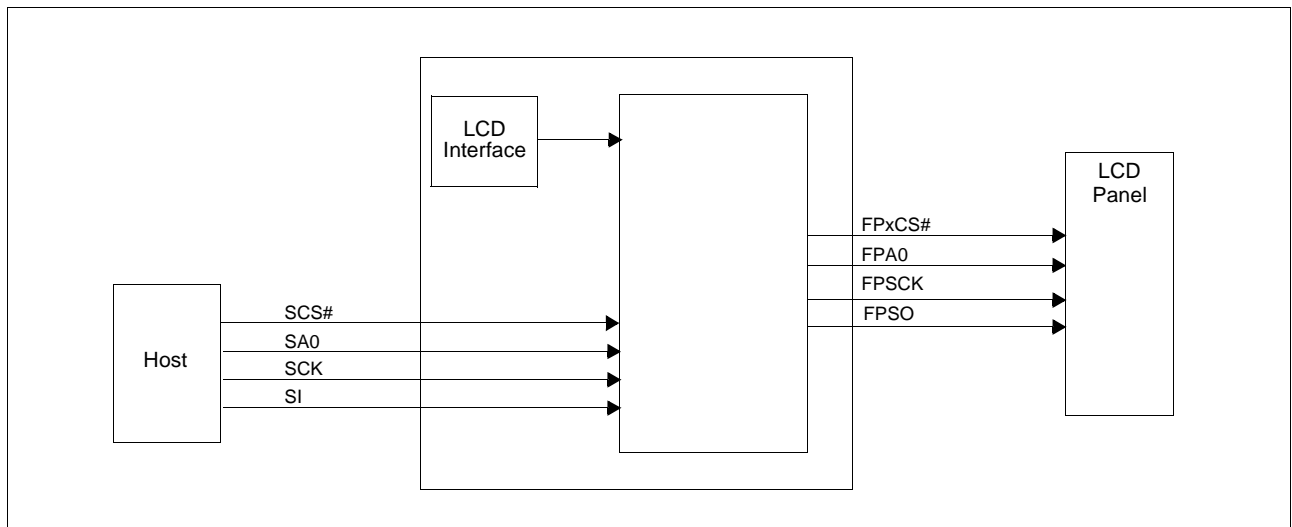 LCD
Interface
LCD
Panel
FPxCS#
FPA0
FPSCK
FPSO
SCS#
SA0
SCK
SI
Host